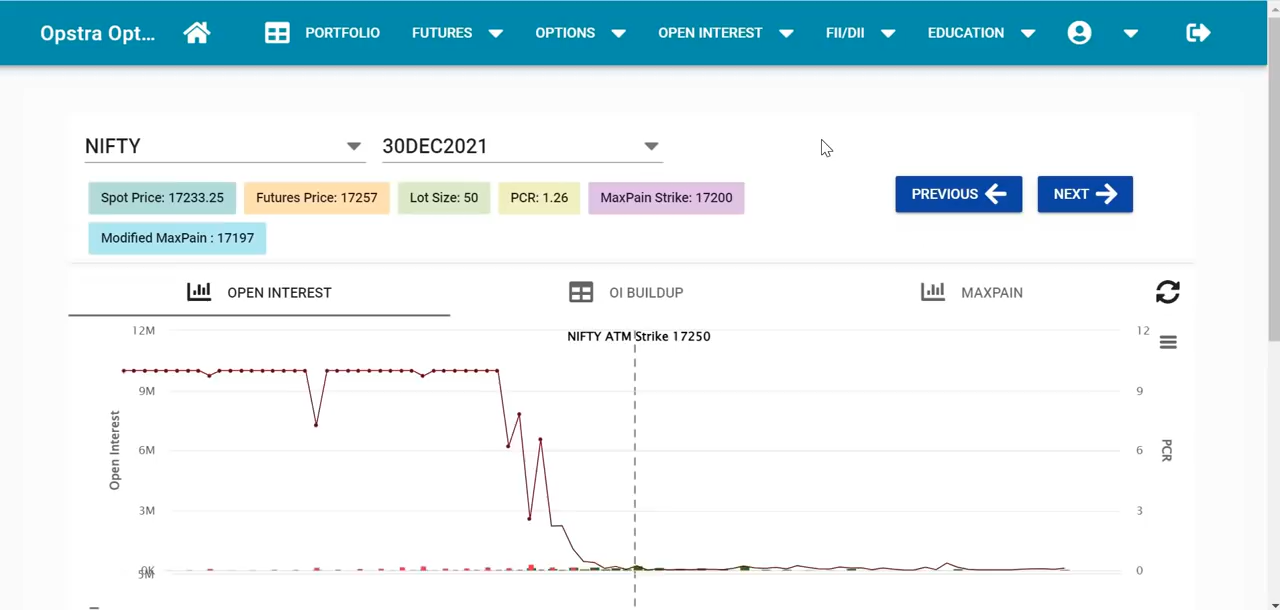 Opstra Opt... PORTFOLIO FUTURES OPTIONS OPEN INTEREST FII/DII EDUCATION
NIFTY 30DEC2021
Spot Price: 17233.25 Futures Price: 17257 Lot Size: 50 PCR: 1.26 MaxPain Strike: 17200 PREVIOUS NEXT
Modified MaxPain : 17197
OPEN INTEREST OI BUILDUP MAXPAIN
12M NIFTY ATM Strike 17250 12
9M 9
Open Interest PCR
6M 6
3M 3
0K 0